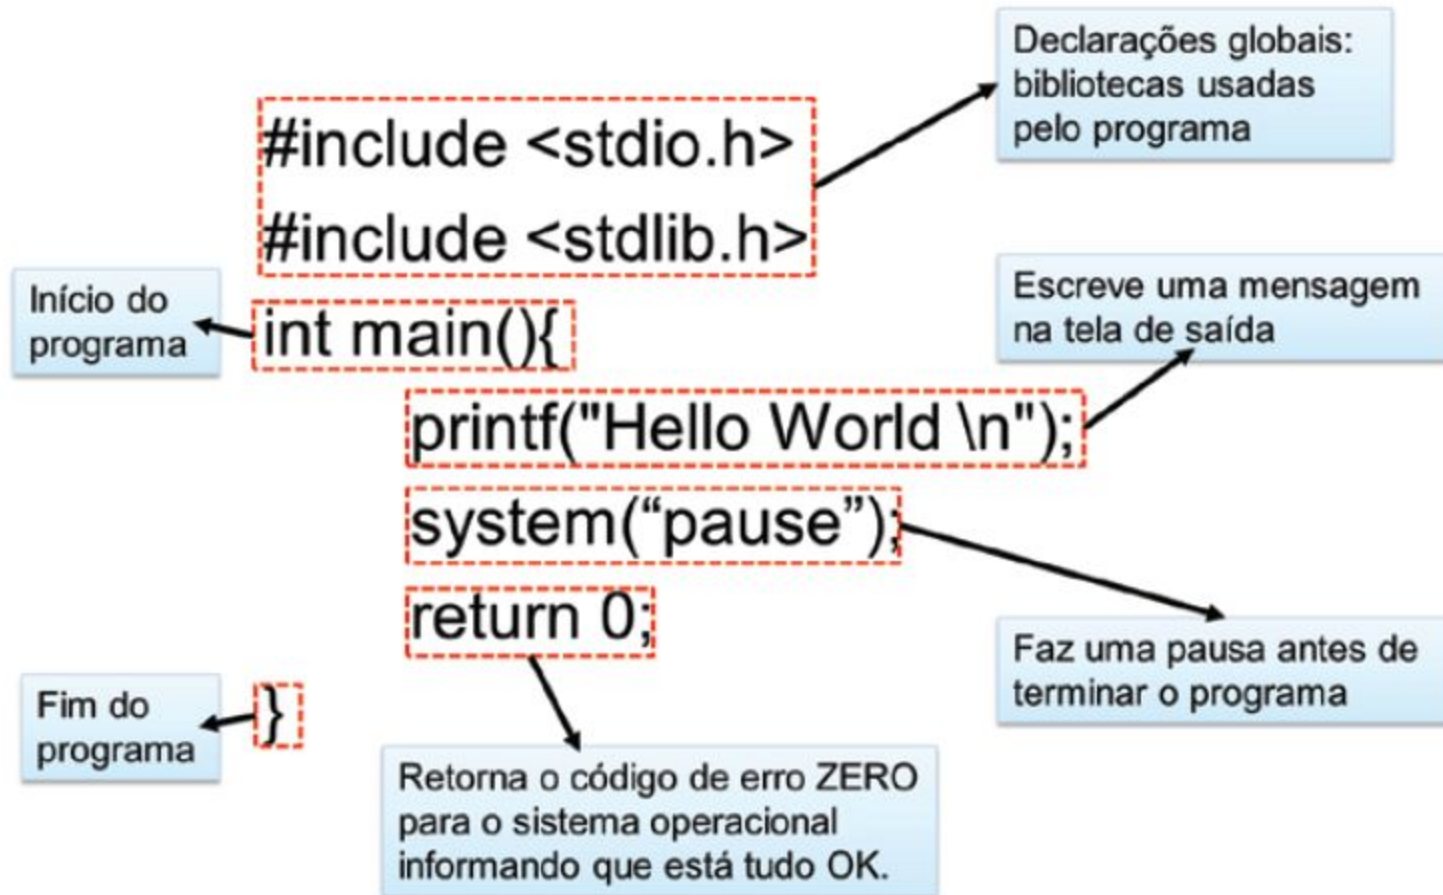 Declarações globais:
bibliotecas usadas
pelo programa
#include <stdio.h>
#include <stdlib.h>
Início do
programa
int main(){
Escreve uma mensagem
na tela de saída
printf("Hello World \n");
system(“pause”);
return 0;
Faz uma pausa antes de
terminar o programa
Fim do
programa
}
Retorna o código de erro ZERO
para o sistema operacional
informando que está tudo OK.